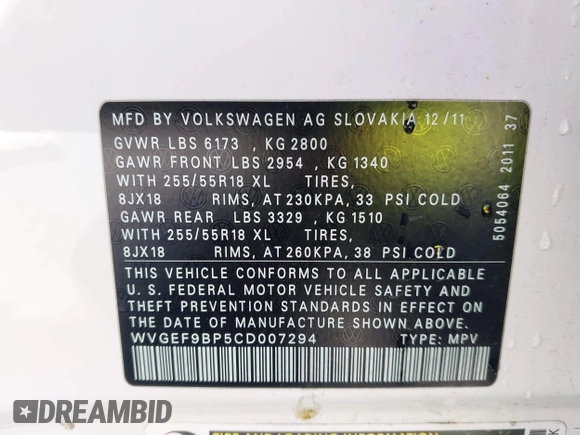 MFD BY VOLKSWAGEN AG SLOVAKIA 12/11
GVWR LBS 6173 , KG 2800
GAWR FRONT LBS 2954 , KG 1340
WITH 255/55R18 XL TIRES,
8JX18 RIMS, AT 230KPA, 33 PSI COLD
GAWR REAR LBS 3329 , KG 1510
WITH 255/55R18 XL TIRES,
8JX18 RIMS, AT 260KPA, 38 PSI COLD
THIS VEHICLE CONFORMS TO ALL APPLICABLE
U. S. FEDERAL MOTOR VEHICLE SAFETY AND
THEFT PREVENTION STANDARDS IN EFFECT ON
THE DATE OF MANUFACTURE SHOWN ABOVE
WVGEF9BP5CD007294 TYPE: MPV
5054064 2011 37
DREAMBID
TIRE AND LOADING INFORMATION